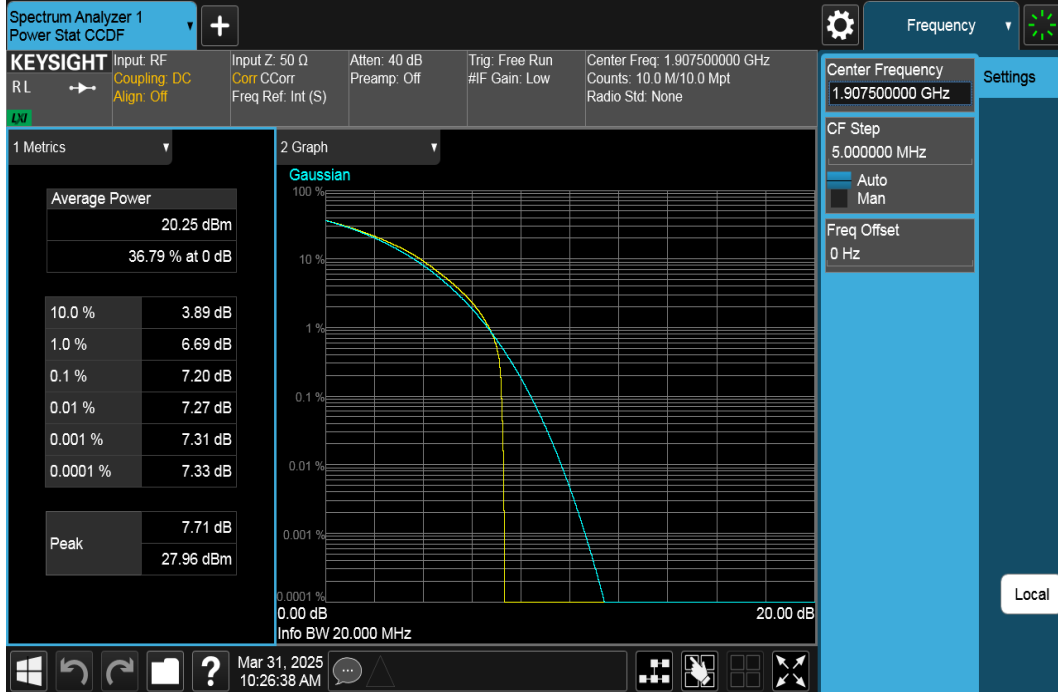 Spectrum Analyzer 1
Power Stat CCDF
▼
+
Frequency
▼
KEYSIGHT
R L
LXI
Input: RF
Coupling: DC
Align: Off
Input Z: 50 Ω
Corr CCorr
Freq Ref: Int (S)
Atten: 40 dB
Preamp: Off
Trig: Free Run
#IF Gain: Low
Center Freq: 1.907500000 GHz
Counts: 10.0 M/10.0 Mpt
Radio Std: None
Center Frequency
1.907500000 GHz
Settings
CF Step
5.000000 MHz
Auto
Man
Freq Offset
0 Hz
Local
1 Metrics ▼
Average Power
20.25 dBm
36.79 % at 0 dB
10.0 % 3.89 dB
1.0 % 6.69 dB
0.1 % 7.20 dB
0.01 % 7.27 dB
0.001 % 7.31 dB
0.0001 % 7.33 dB
Peak
7.71 dB
27.96 dBm
2 Graph ▼
Gaussian
100 %
10 %
1 %
0.1 %
0.01 %
0.001 %
0.0001 %
0.00 dB 20.00 dB
Info BW 20.000 MHz
?
Mar 31, 2025
10:26:38 AM